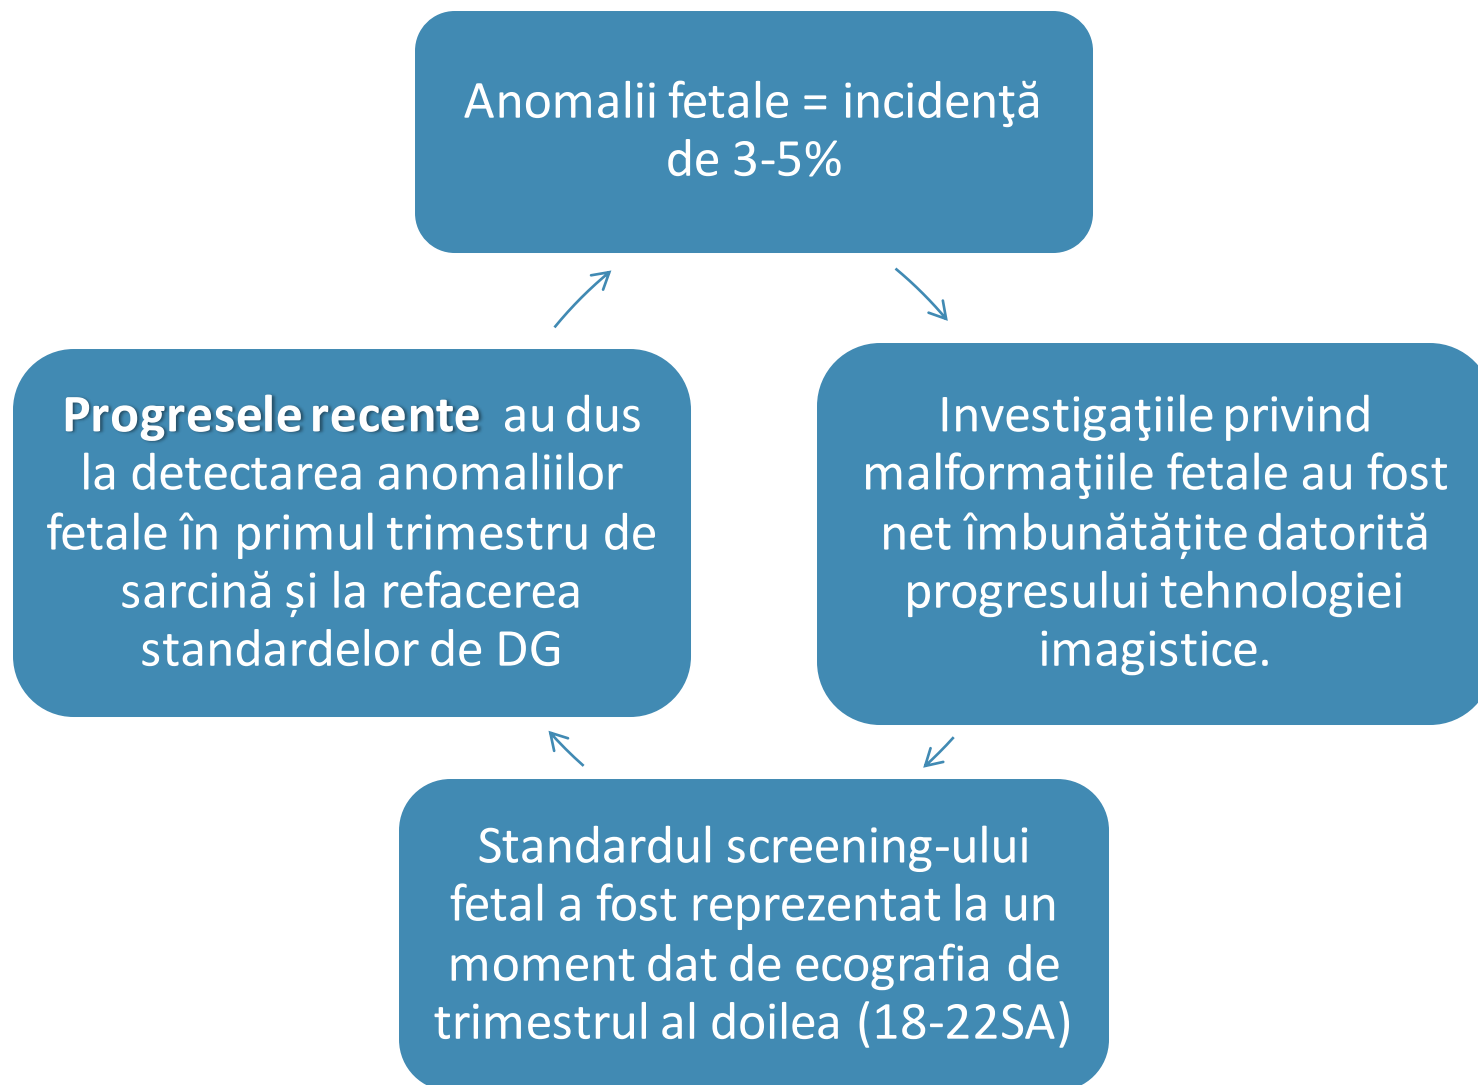 Anomalii fetale = incidenţă
de 3-5%
Investigaţiile privind
malformaţiile fetale au fost
net îmbunătățite datorită
progresului tehnologiei
imagistice.
Standardul screening-ului
fetal a fost reprezentat la un
moment dat de ecografia de
trimestrul al doilea (18-22SA)
Progresele recente au dus
la detectarea anomaliilor
fetale în primul trimestru de
sarcină și la refacerea
standardelor de DG